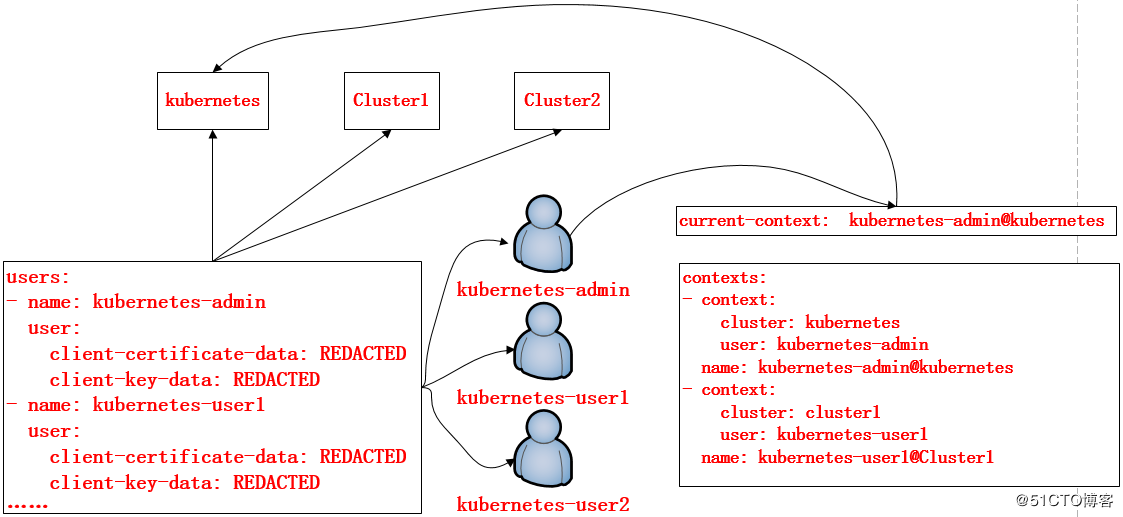 kubernetes
Cluster1
Cluster2
current-context: kubernetes-admin@kubernetes
users:
- name: kubernetes-admin
user:
client-certificate-data: REDACTED
client-key-data: REDACTED
- name: kubernetes-user1
user:
client-certificate-data: REDACTED
client-key-data: REDACTED
......
kubernetes-admin
kubernetes-user1
kubernetes-user2
contexts:
- context:
cluster: kubernetes
user: kubernetes-admin
name: kubernetes-admin@kubernetes
- context:
cluster: cluster1
user: kubernetes-user1
name: kubernetes-user1@Cluster1
@51CTO博客